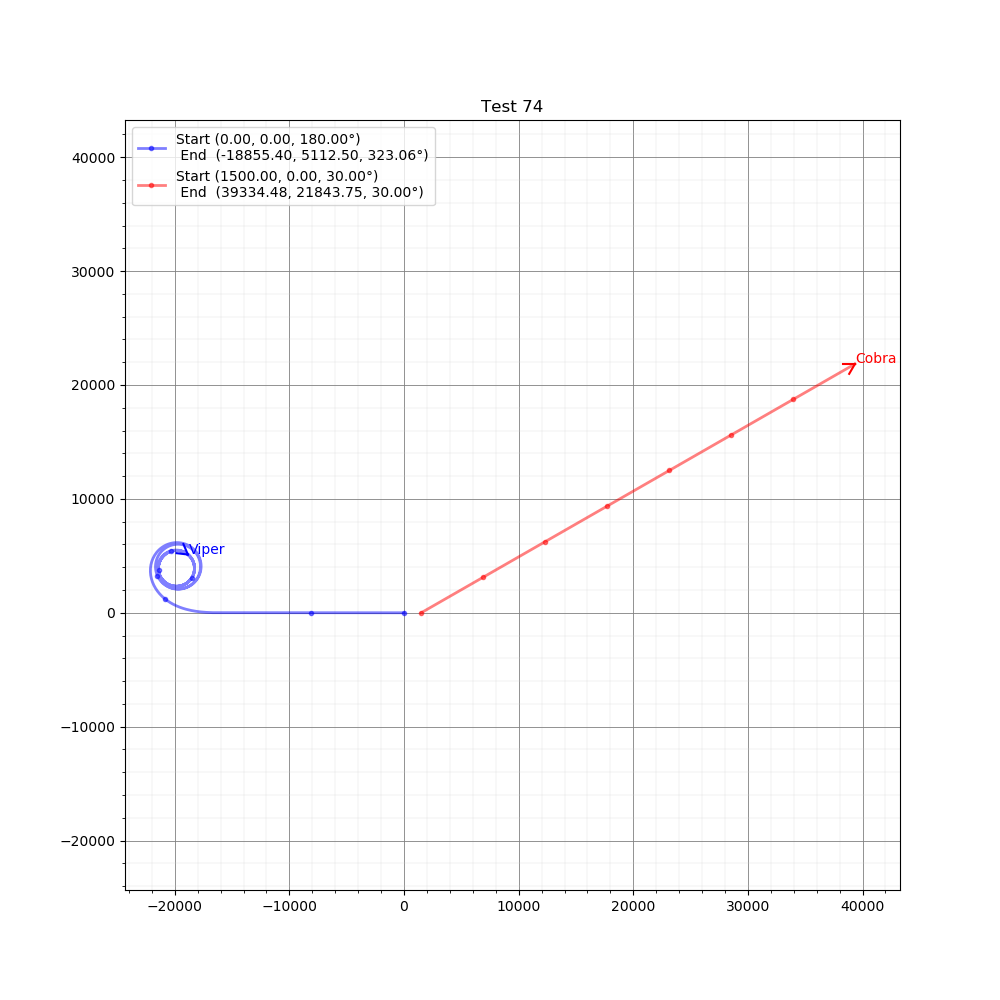 Test 74
Start (0.00, 0.00, 180.00°)
End  (-18855.40, 5112.50, 323.06°)
Start (1500.00, 0.00, 30.00°)
End  (39334.48, 21843.75, 30.00°)
40000
30000
20000
10000
0
−10000
−20000
Cobra
Viper
−20000 −10000 0 10000 20000 30000 40000